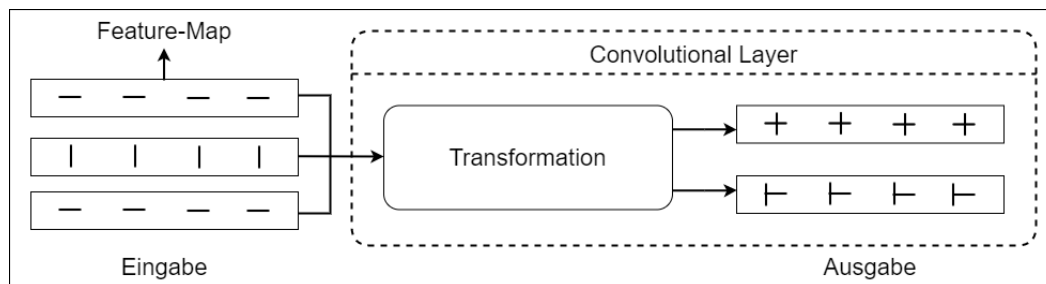 Feature-Map
Convolutional Layer
Transformation
Eingabe
Ausgabe